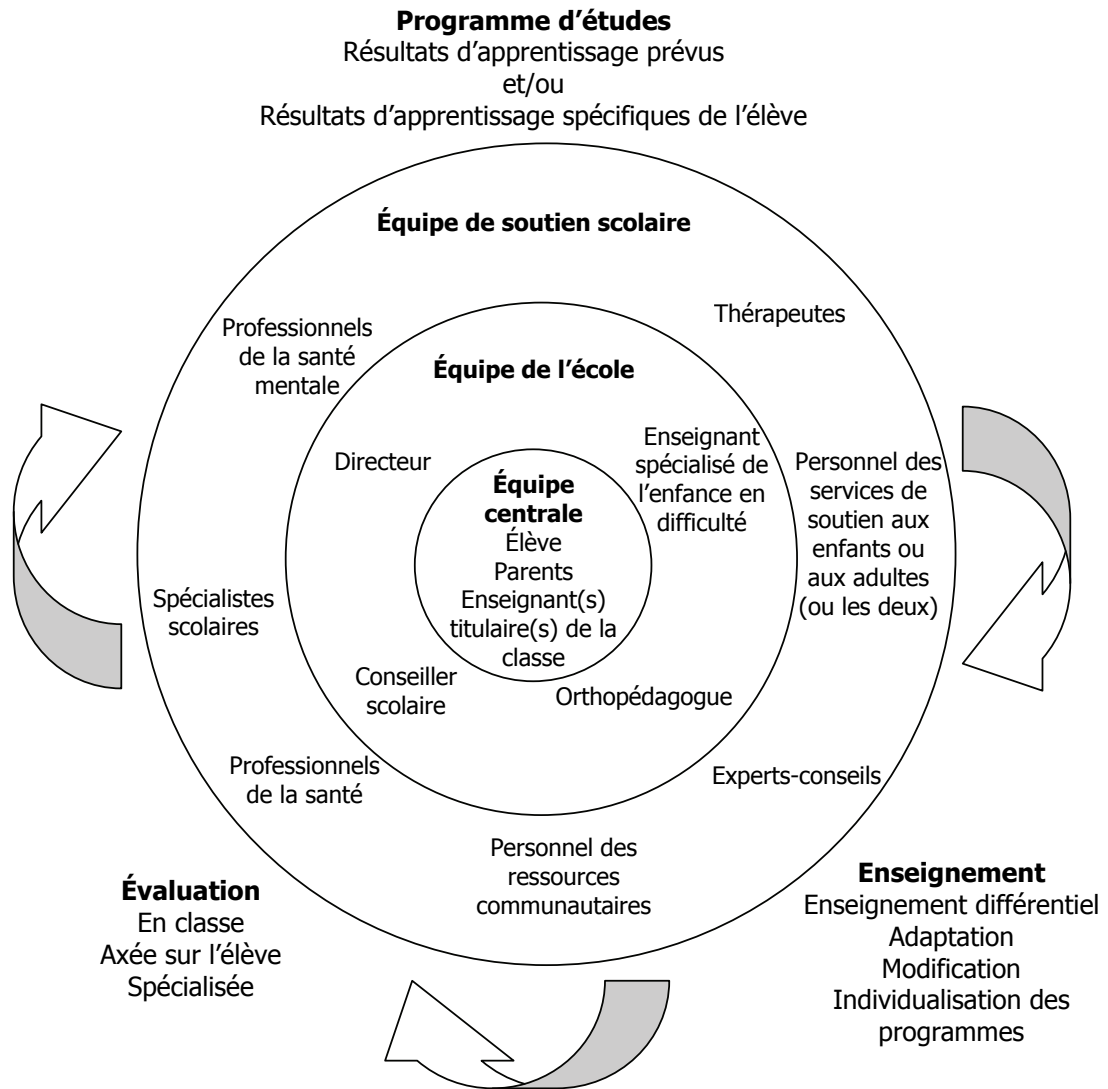 Programme d'études
Résultats d'apprentissage prévus
et/ou
Résultats d'apprentissage spécifiques de l'élève
Équipe de soutien scolaire
Thérapeutes
Professionnels
de la santé
mentale
Équipe de l'école
Directeur
Enseignant
spécialisé de
l'enfance en
difficulté
Personnel des
services de
soutien aux
enfants ou
aux adultes
(ou les deux)
Équipe
centrale
Élève
Parents
Enseignant(s)
titulaire(s) de la
classe
Spécialistes
scolaires
Conseiller
scolaire
Orthopédagogue
Professionnels
de la santé
Experts-conseils
Personnel des
ressources
communautaires
Évaluation
En classe
Axée sur l'élève
Spécialisée
Enseignement
Enseignement différentiel
Adaptation
Modification
Individualisation des
programmes